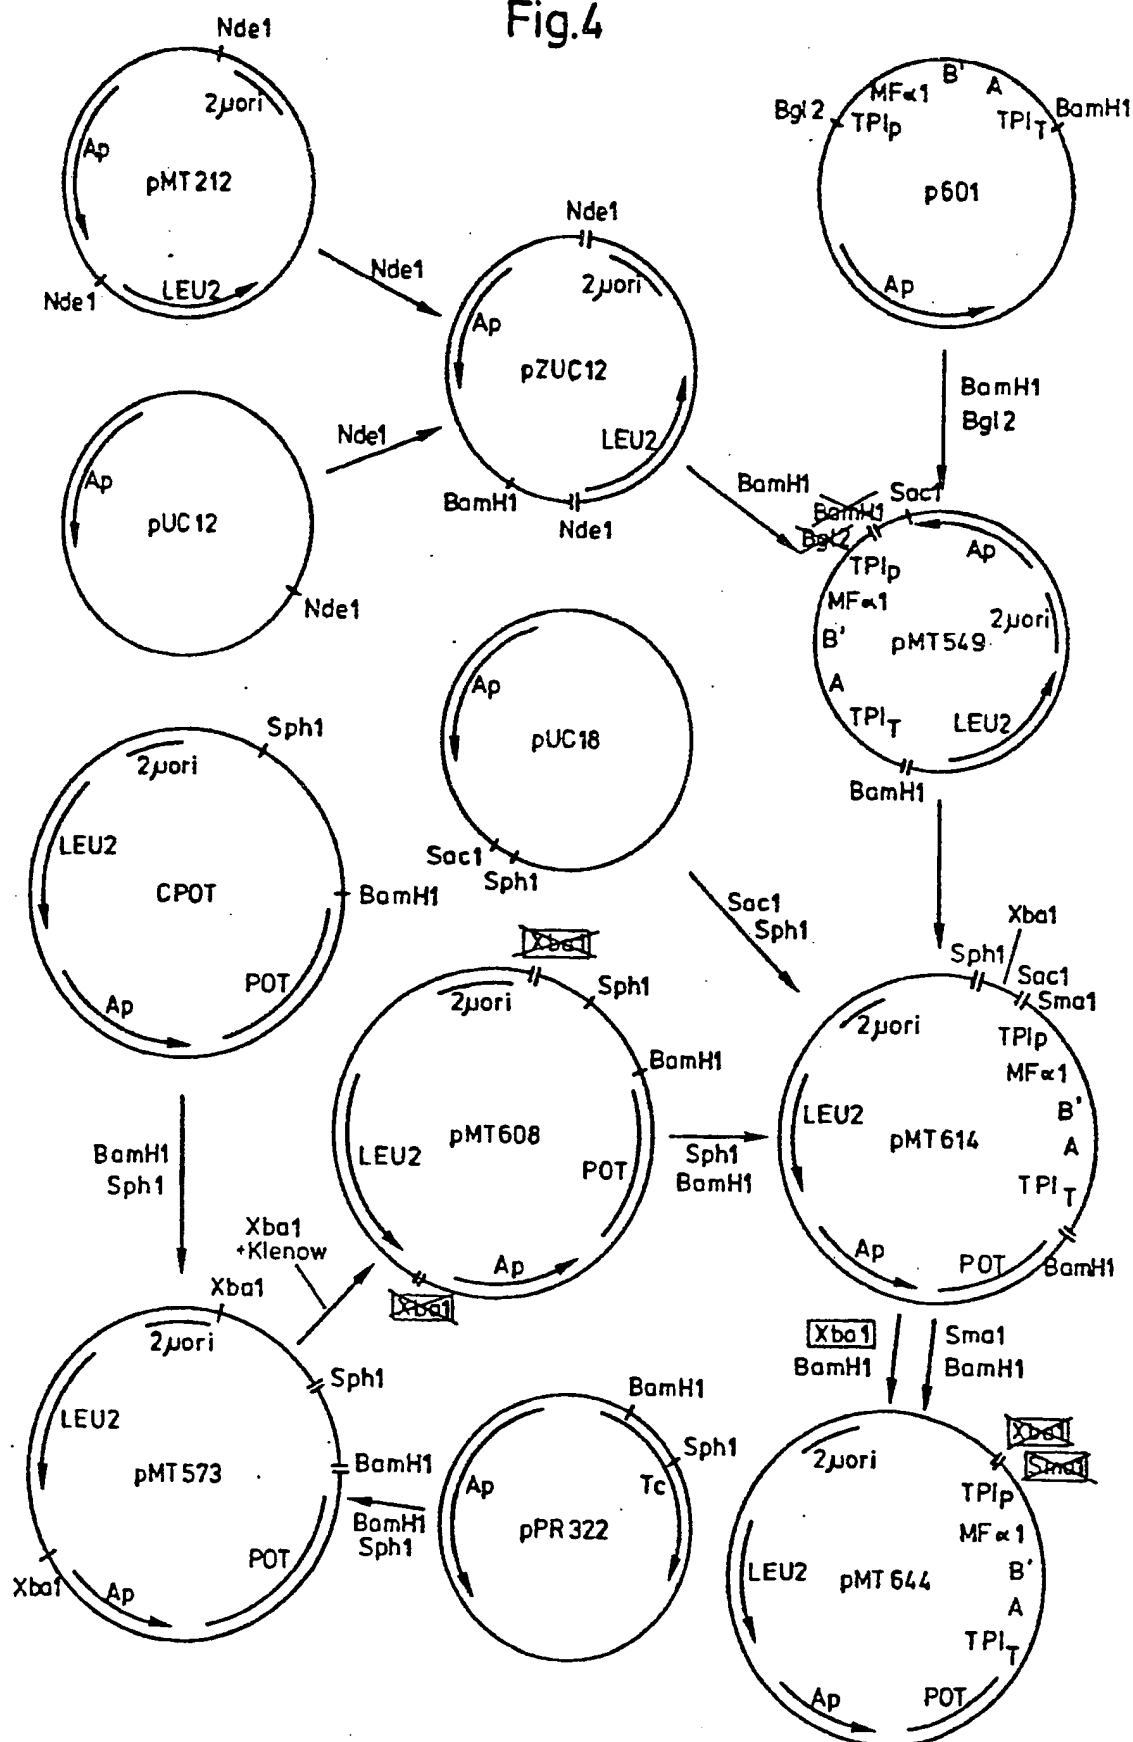 Fig.4
Nde1
2µori
Ap
pMT212
LEU2
Nde1
Nde1
pUC12
Ap
Nde1
Nde1
Nde1
2µori
Ap
pZUC12
LEU2
BamH1
Nde1
Bgl2
MFα1
B'
A
BamH1
TPIp
TPIT
p601
Ap
BamH1
Bgl2
BamH1
BamH1
Bgl2
Sac1
Ap
TPIp
MFα1
2µori
B'
pMT549
A
TPIT
LEU2
BamH1
Ap
pUC18
Sac1
Sph1
Sac1
Sph1
Sph1
2µori
LEU2
CPOT
BamH1
POT
Ap
BamH1
Sph1
Xba1
2µori
Sph1
BamH1
LEU2
pMT608
POT
Ap
Xba1
Xba1
+Klenow
Sph1
BamH1
Xba1
Sph1
Sac1
Sma1
2µori
TPIp
MFα1
LEU2
B'
pMT614
A
TPIT
Ap
POT
BamH1
Xba1
BamH1
Sma1
BamH1
Xba1
2µori
Sph1
LEU2
pMT573
BamH1
POT
Xba1
Ap
BamH1
Sph1
BamH1
Sph1
Ap
Tc
pPR322
Xba1
Sma1
2µori
TPIp
MFα1
LEU2
B'
pMT644
A
TPIT
Ap
POT